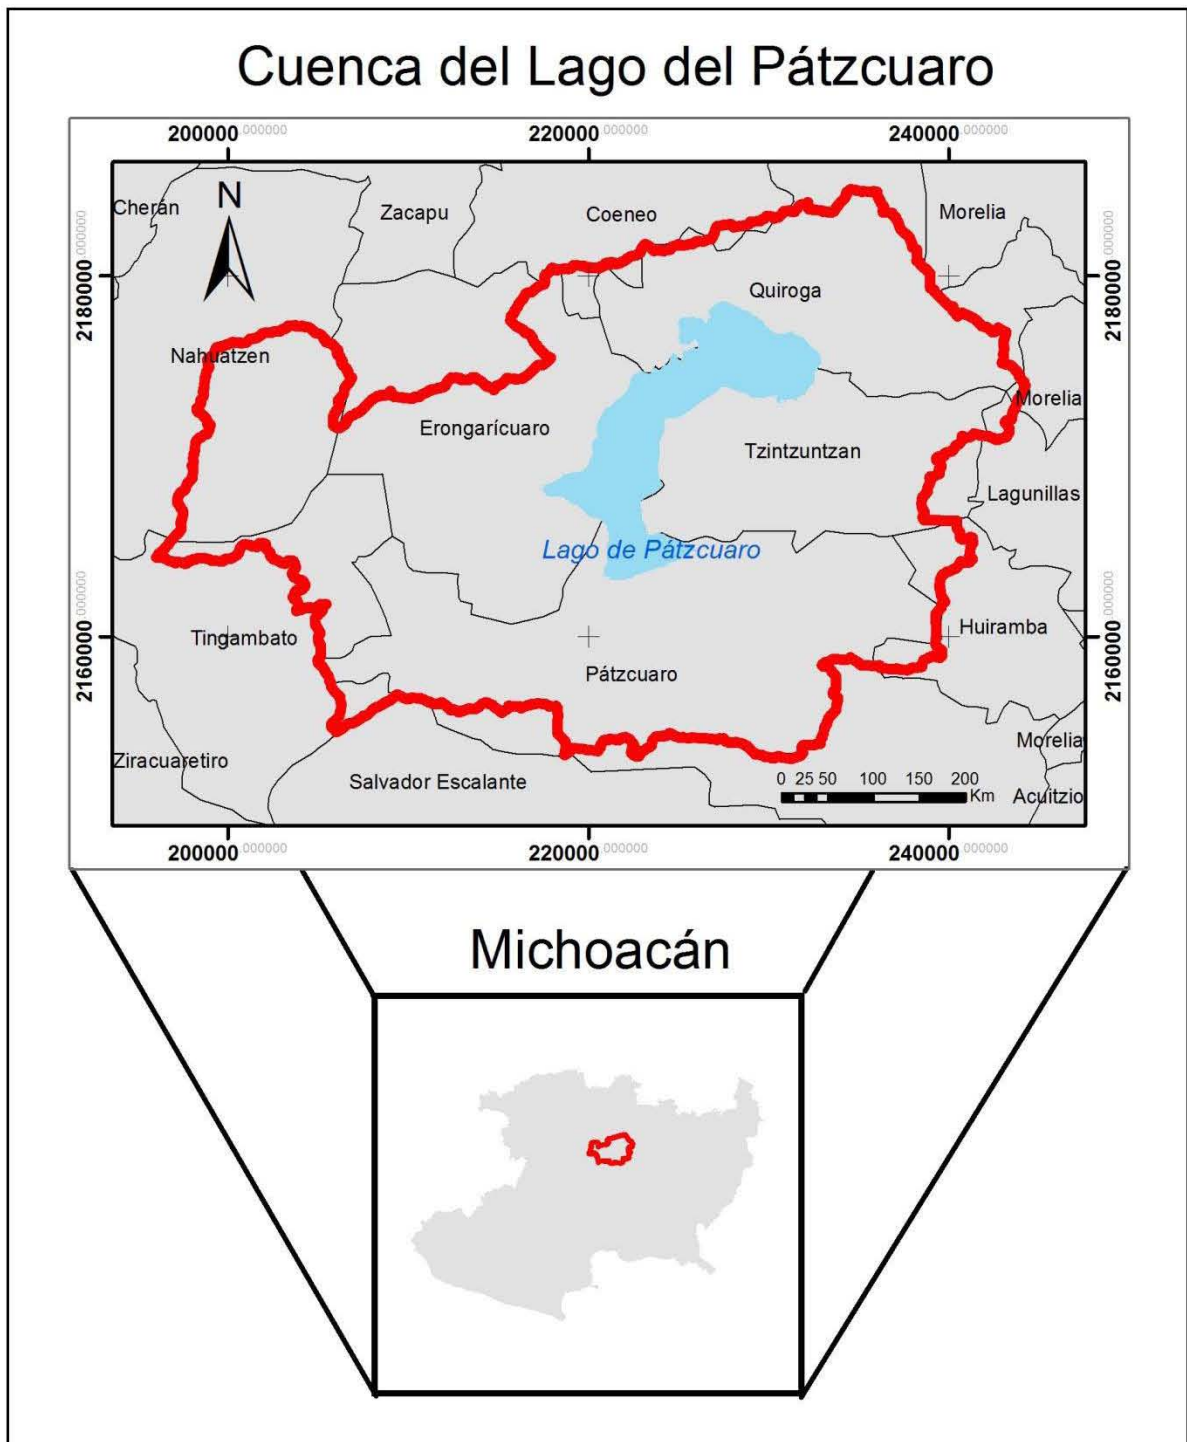 Cuenca del Lago del Pátzcuaro
200000.000000 220000.000000 240000.000000
2180000.000000
2160000.000000
N
Cherán
Zacapu
Coeneo
Morelia
Quiroga
Nahuatzen
Erongarícuaro
Morelia
Tzintzuntzan
Lagunillas
Lago de Pátzcuaro
Tingambato
Huiramba
Pátzcuaro
Morelia
Ziracuaretiro
Salvador Escalante
0 25 50 100 150 200
Km
Acuitzio
2180000.000000
2160000.000000
200000.000000 220000.000000 240000.000000
Michoacán